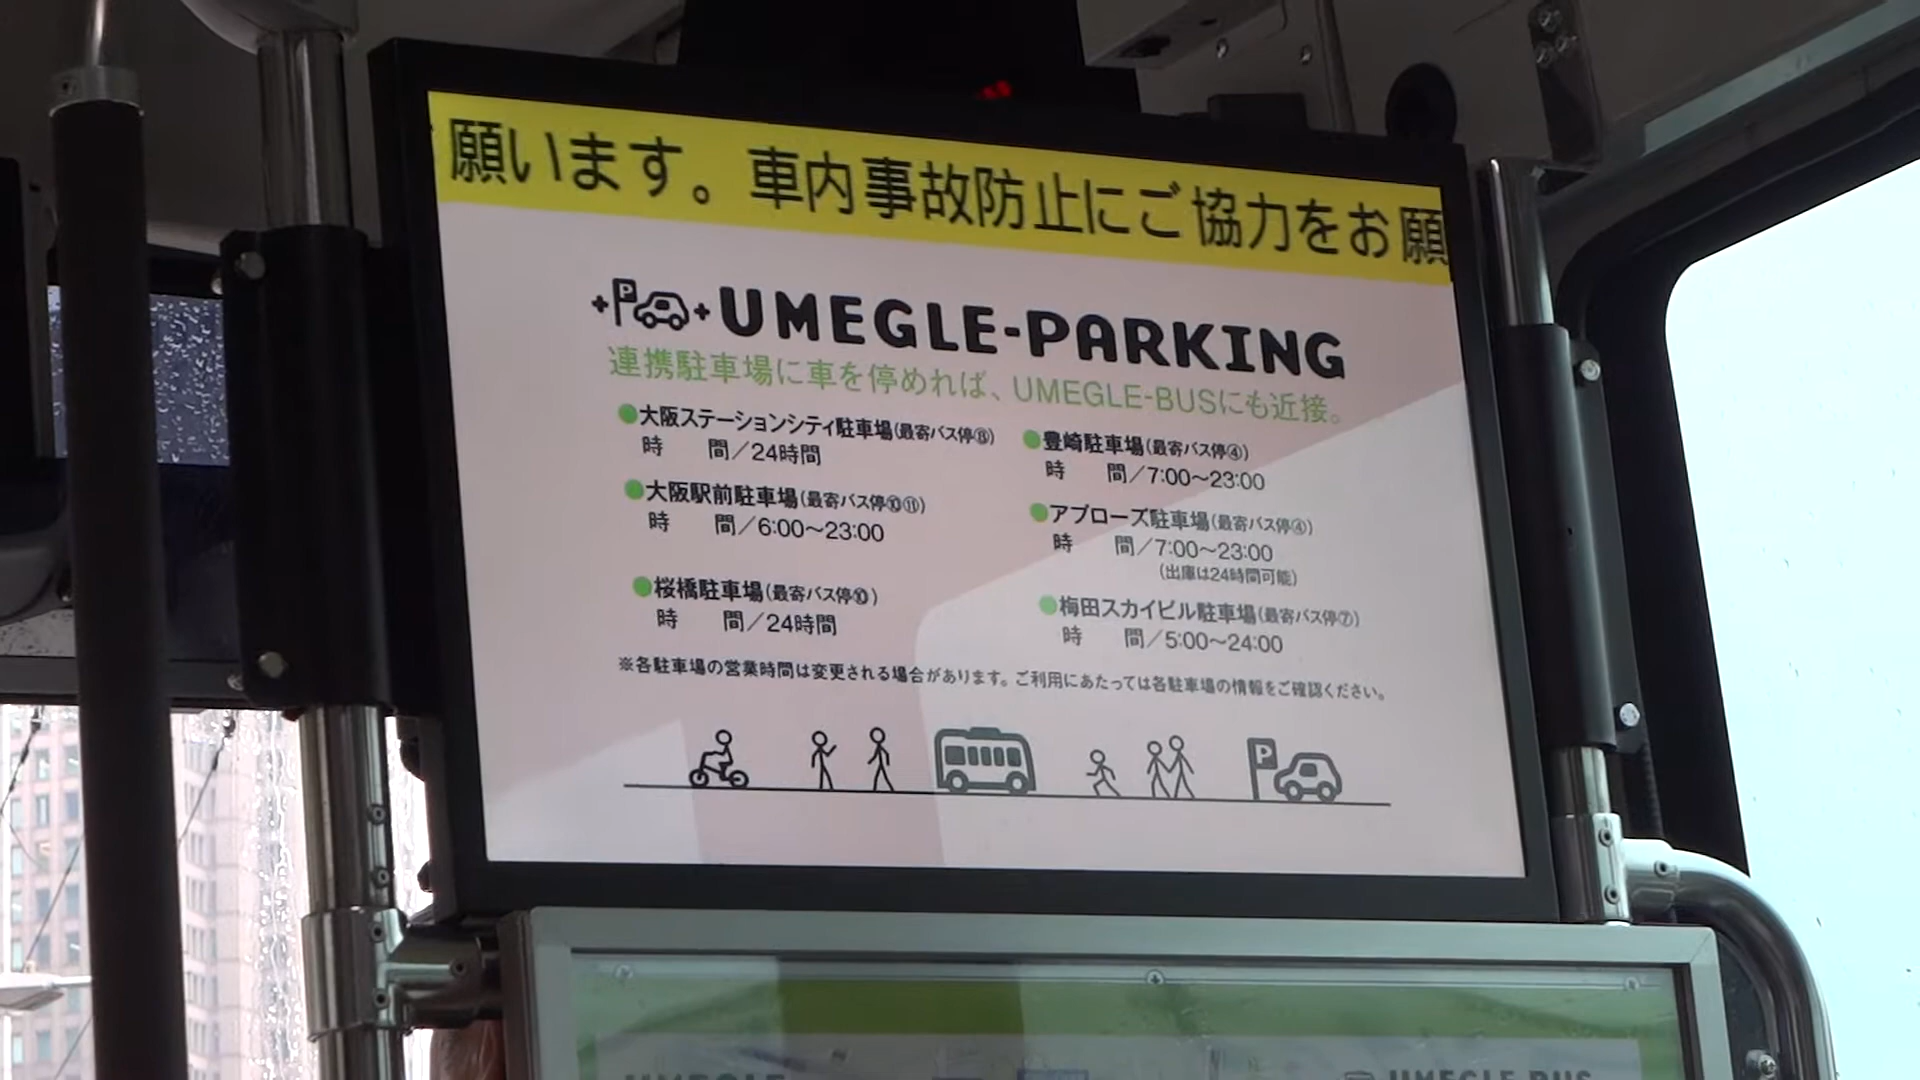 願います。車内事故防止にご協力をお願
P
UMEGLE-PARKING
連携駐車場に車を停めれば、UMEGLE-BUSにも近接。
●大阪ステーションシティ駐車場(最寄バス停⑧)
時　間／24時間
●大阪駅前駐車場(最寄バス停⑩⑪)
時　間／6:00〜23:00
●桜橋駐車場(最寄バス停⑩)
時　間／24時間
●豊崎駐車場(最寄バス停④)
時　間／7:00〜23:00
●アプローズ駐車場(最寄バス停④)
時　間／7:00〜23:00
(出庫は24時間可能)
●梅田スカイビル駐車場(最寄バス停⑦)
時　間／5:00〜24:00
※各駐車場の営業時間は変更される場合があります。ご利用にあたっては各駐車場の情報をご確認ください。
P
UMEGLE
UMEGLE BUS